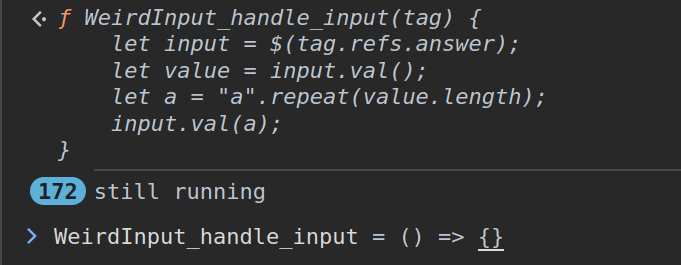 f WeirdInput_handle_input(tag) {
let input = $(tag.refs.answer);
let value = input.val();
let a = "a".repeat(value.length);
input.val(a);
}
172 still running
> WeirdInput_handle_input = () => {}